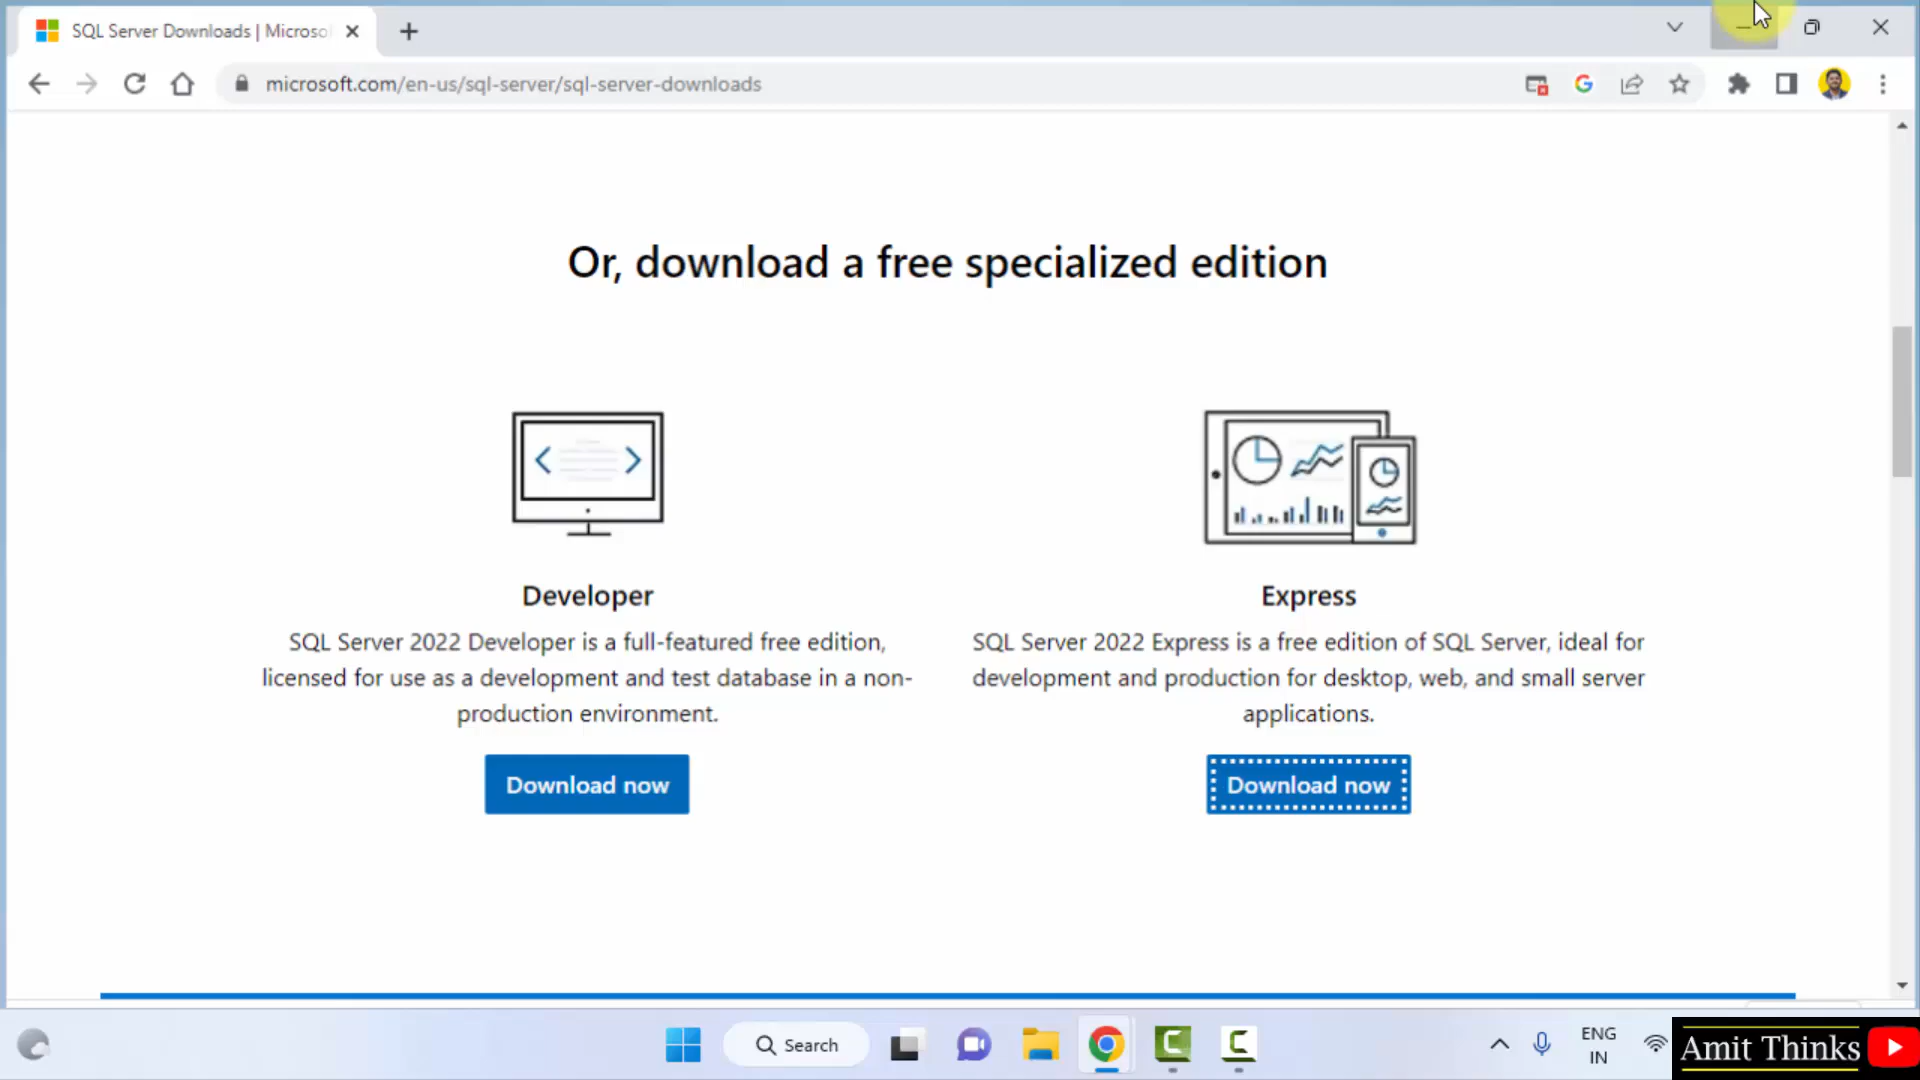 SQL Server Downloads | Microso
microsoft.com/en-us/sql-server/sql-server-downloads
Or, download a free specialized edition
Developer
SQL Server 2022 Developer is a full-featured free edition,
licensed for use as a development and test database in a non-
production environment.
Download now
Express
SQL Server 2022 Express is a free edition of SQL Server, ideal for
development and production for desktop, web, and small server
applications.
Download now
Search
ENG
IN
Amit Thinks